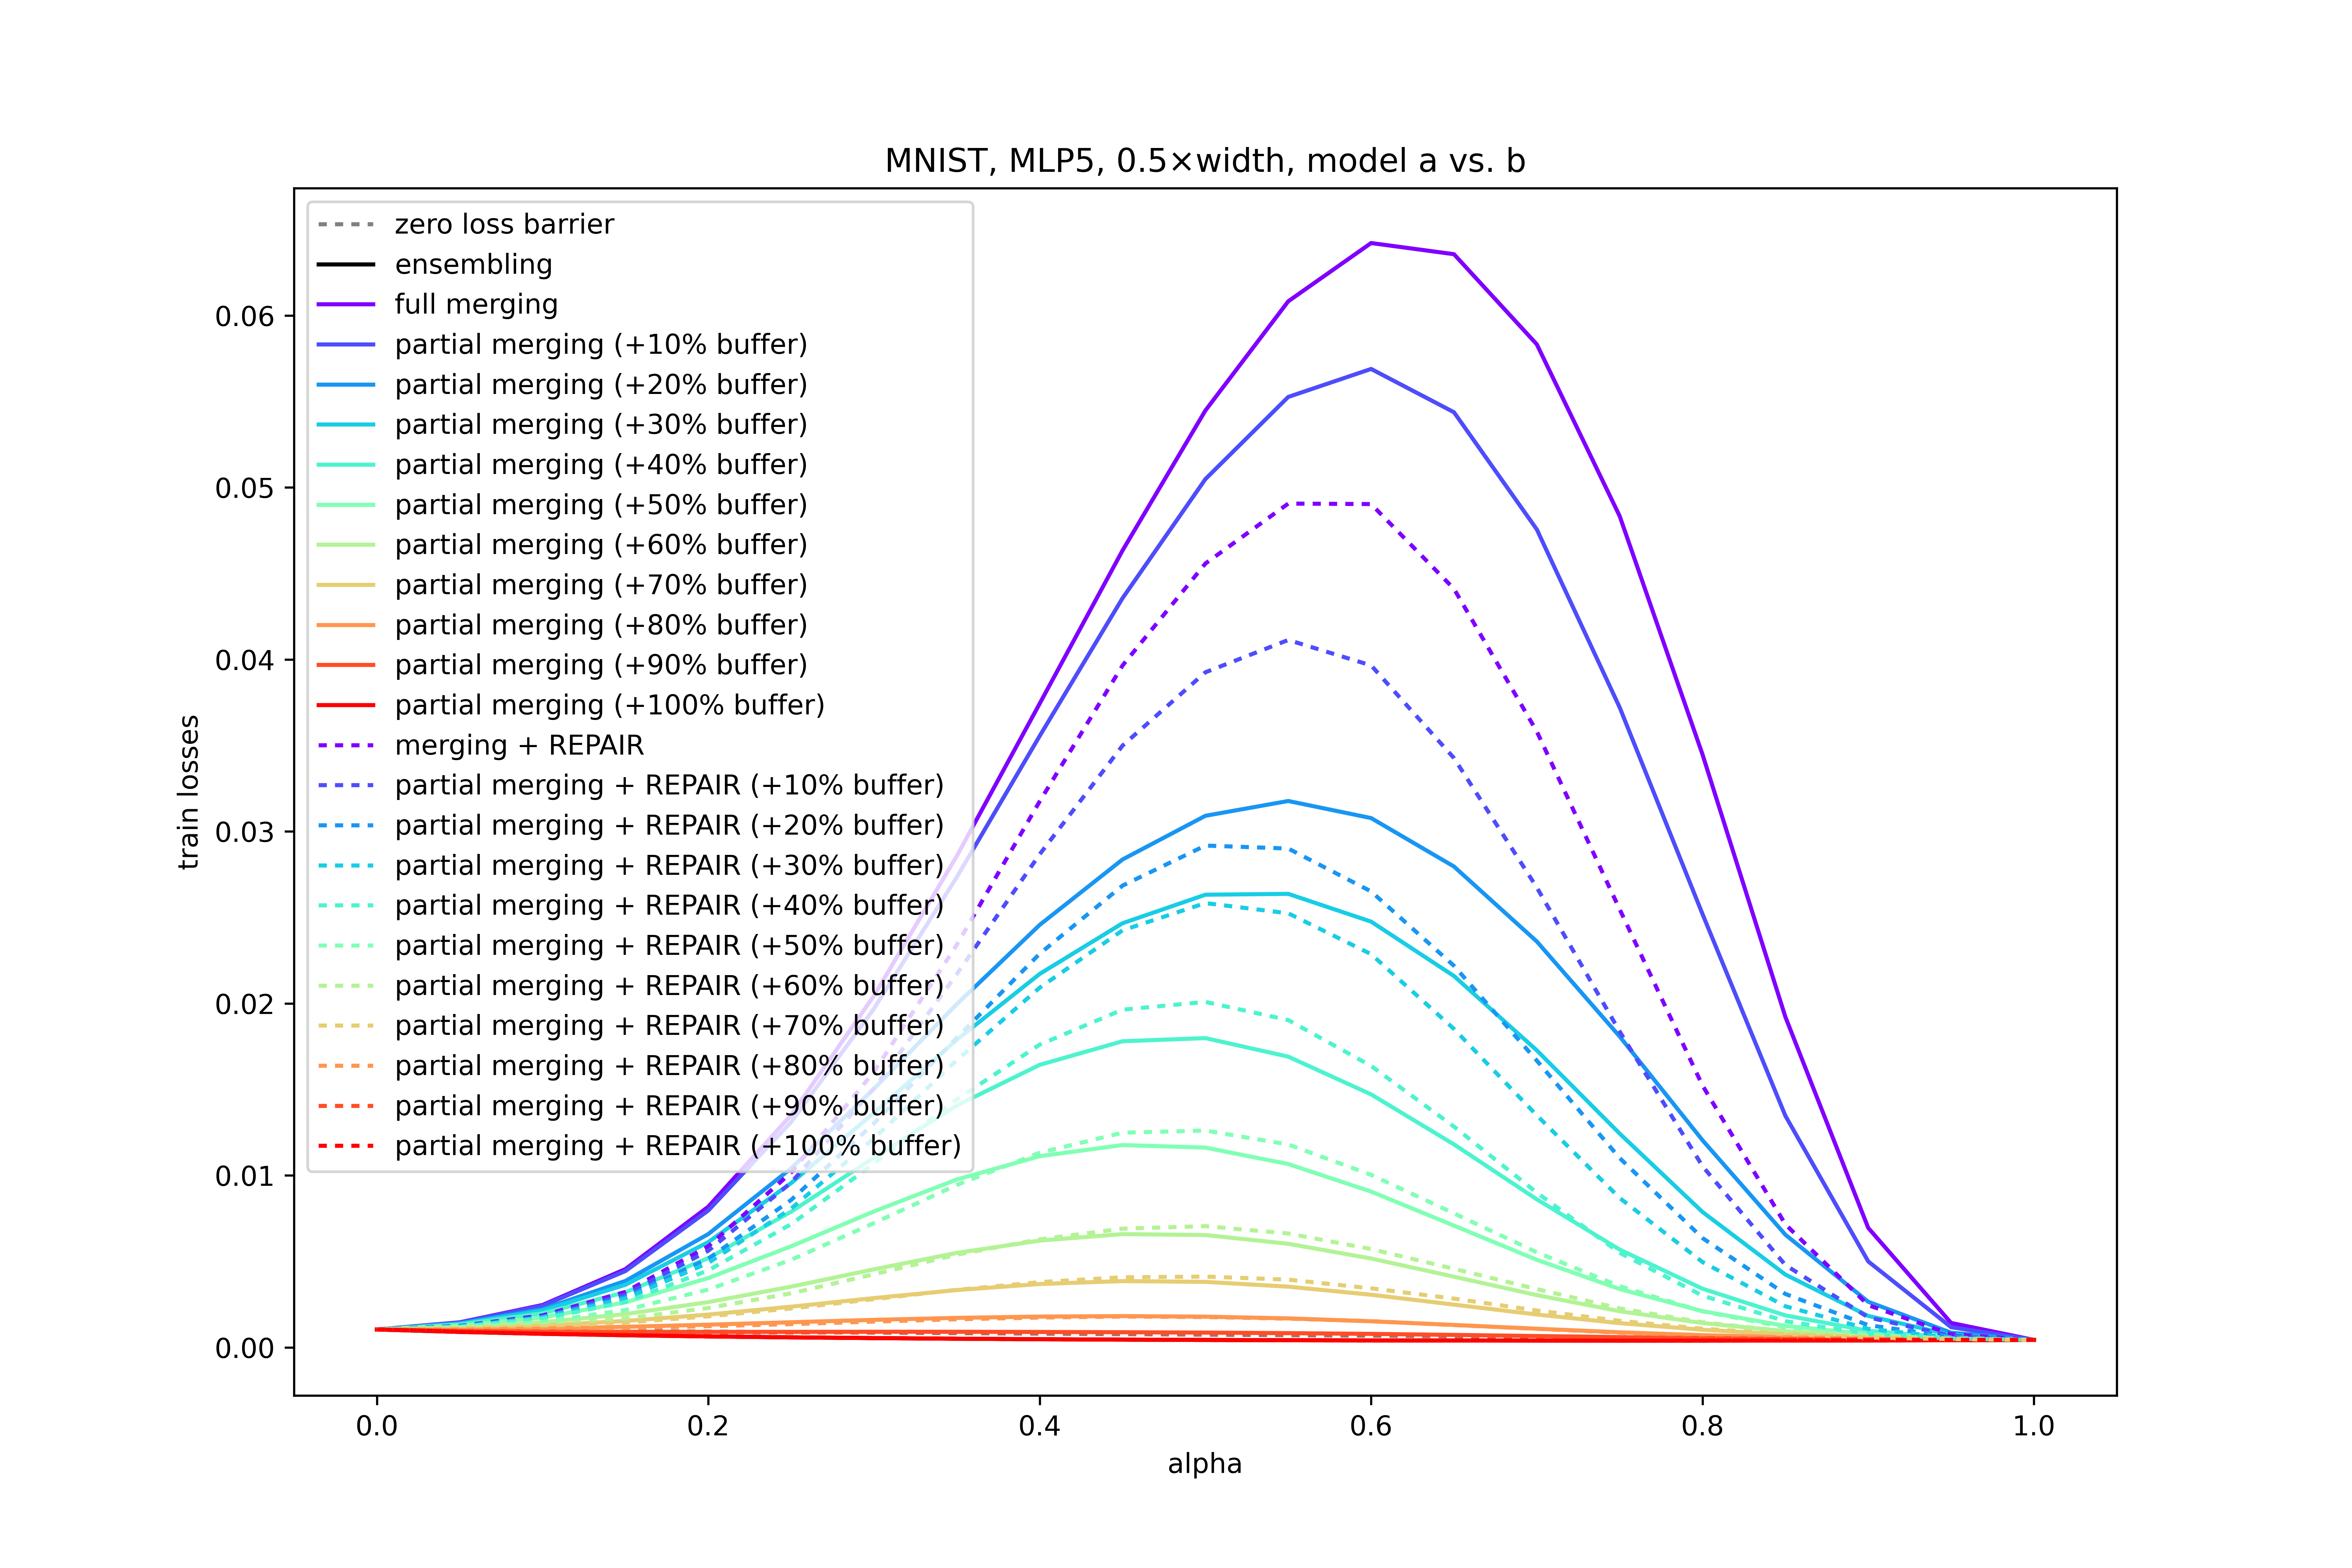 MNIST, MLP5, 0.5×width, model a vs. b
zero loss barrier
ensembling
full merging
partial merging (+10% buffer)
partial merging (+20% buffer)
partial merging (+30% buffer)
partial merging (+40% buffer)
partial merging (+50% buffer)
partial merging (+60% buffer)
partial merging (+70% buffer)
partial merging (+80% buffer)
partial merging (+90% buffer)
partial merging (+100% buffer)
merging + REPAIR
partial merging + REPAIR (+10% buffer)
partial merging + REPAIR (+20% buffer)
partial merging + REPAIR (+30% buffer)
partial merging + REPAIR (+40% buffer)
partial merging + REPAIR (+50% buffer)
partial merging + REPAIR (+60% buffer)
partial merging + REPAIR (+70% buffer)
partial merging + REPAIR (+80% buffer)
partial merging + REPAIR (+90% buffer)
partial merging + REPAIR (+100% buffer)
train losses
0.06
0.05
0.04
0.03
0.02
0.01
0.00
0.0 0.2 0.4 0.6 0.8 1.0
alpha